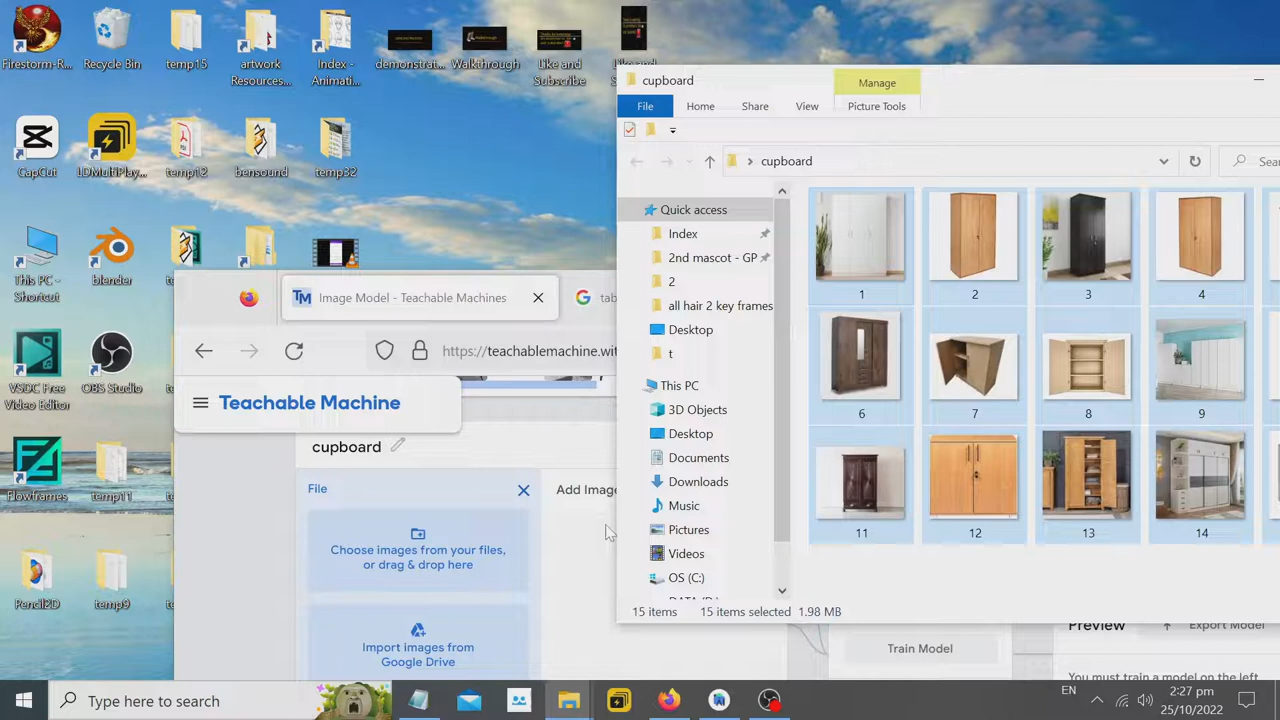 Firestorm-R...
Recycle Bin
temp15
artwork
Resources...
Index -
Animati...
demonstrat...
Walkthrough
Like and
Subscribe
CapCut
LDMultiPlay...
temp12
bensound
temp32
This PC -
Shortcut
blender
VSDC Free
Video Editor
OBS Studio
Flowframes
temp11
Pencil2D
temp9
Image Model - Teachable Machines
https://teachablemachine.wit
Teachable Machine
cupboard
File
Add Image
Choose images from your files,
or drag & drop here
Import images from
Google Drive
Train Model
Preview
Export Model
You must train a model on the left
cupboard
Manage
File
Home
Share
View
Picture Tools
cupboard
Sea
Quick access
Index
2nd mascot - GP
2
all hair 2 key frames
Desktop
t
This PC
3D Objects
Desktop
Documents
Downloads
Music
Pictures
Videos
OS (C:)
1
2
3
4
6
7
8
9
11
12
13
14
15 items
15 items selected
1.98 MB
Type here to search
EN
2:27 pm
25/10/2022